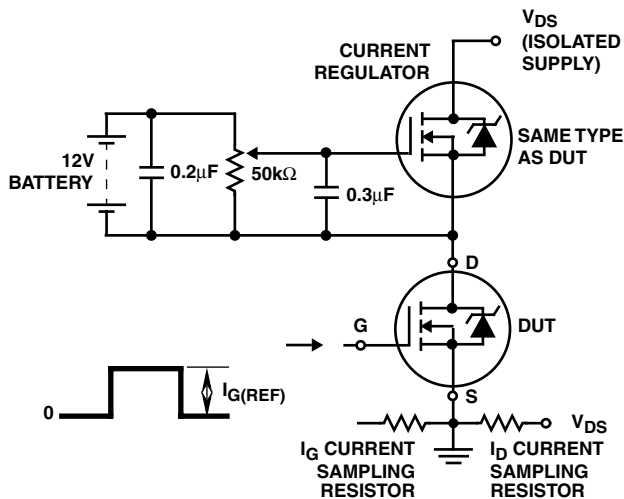 V_DS
(ISOLATED
SUPPLY)
CURRENT
REGULATOR
SAME TYPE
AS DUT
12V
BATTERY
0.2µF
50kΩ
0.3µF
D
G
DUT
S
0
I_G(REF)
V_DS
I_G CURRENT
SAMPLING
RESISTOR
I_D CURRENT
SAMPLING
RESISTOR